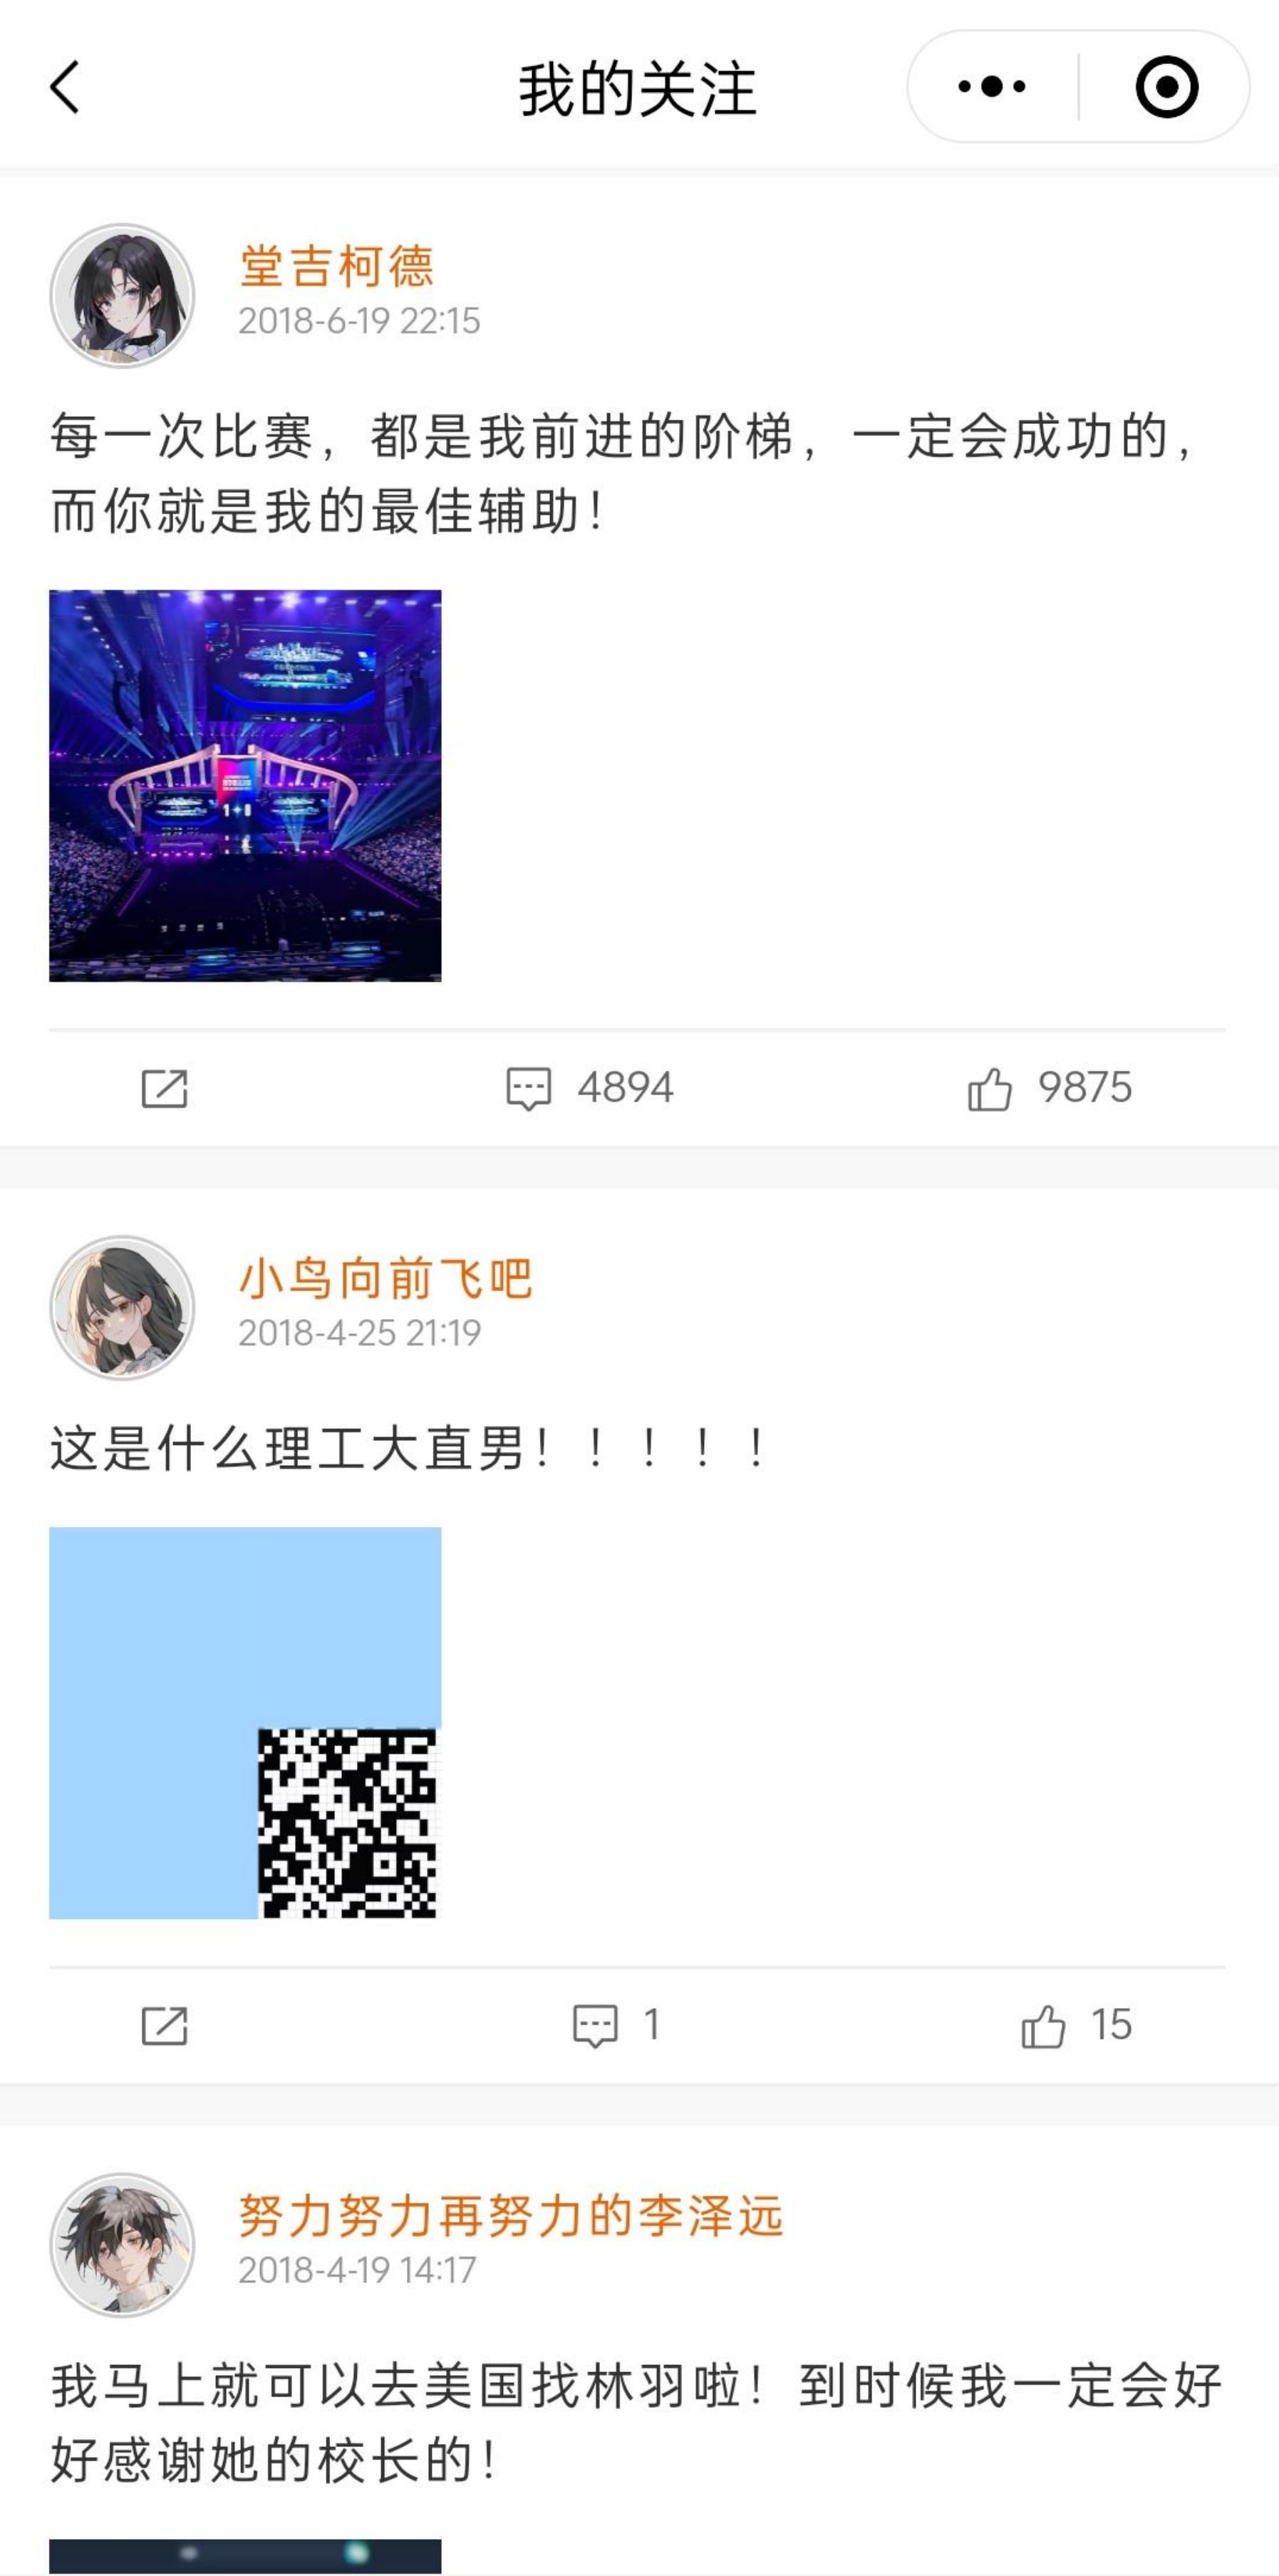 我的关注
堂吉柯德
2018-6-19 22:15
每一次比赛，都是我前进的阶梯，一定会成功的，
而你就是我的最佳辅助！
4894
9875
小鸟向前飞吧
2018-4-25 21:19
这是什么理工大直男！！！！！
1
15
努力努力再努力的李泽远
2018-4-19 14:17
我马上就可以去美国找林羽啦！到时候我一定会好
好感谢她的校长的！